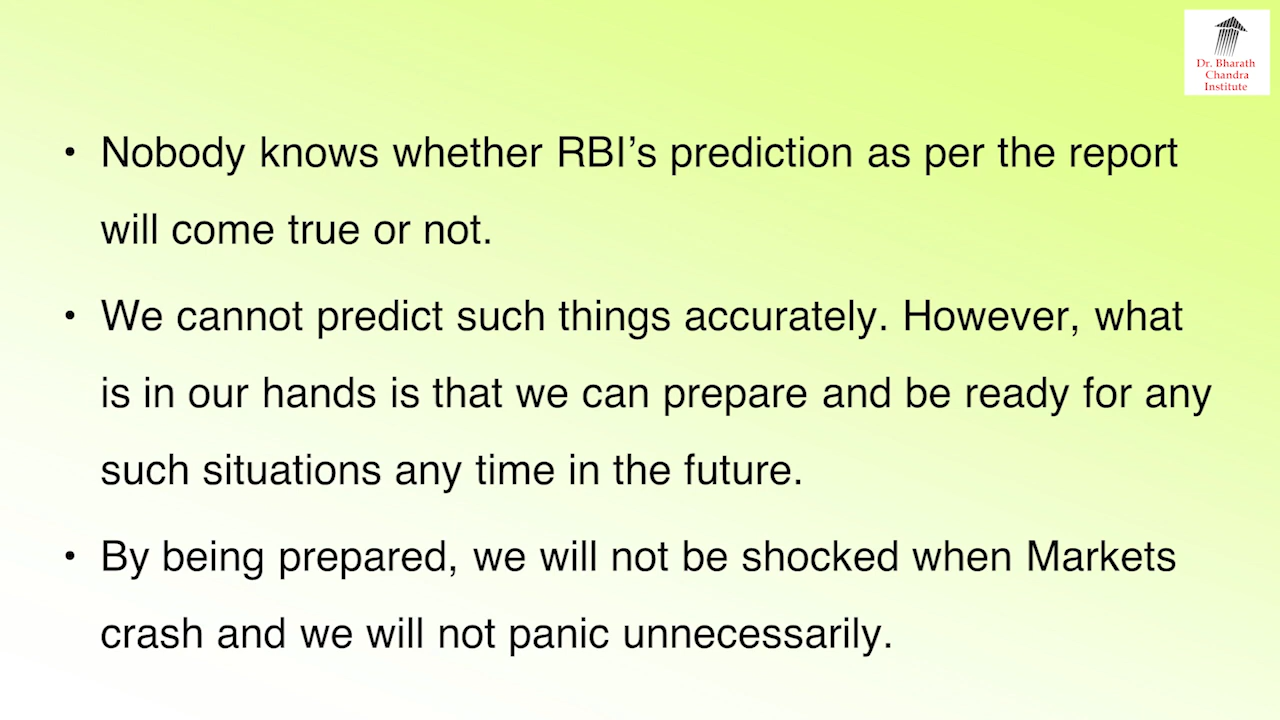 Dr. Bharath
Chandra
Institute
• Nobody knows whether RBI’s prediction as per the report
will come true or not.
• We cannot predict such things accurately. However, what
is in our hands is that we can prepare and be ready for any
such situations any time in the future.
• By being prepared, we will not be shocked when Markets
crash and we will not panic unnecessarily.